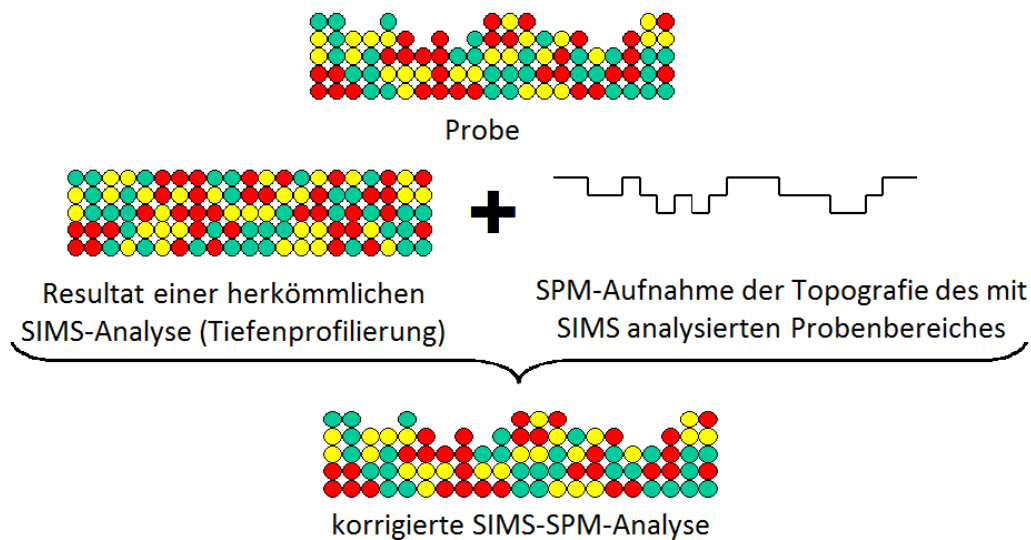 Probe
Resultat einer herkömmlichen
SIMS-Analyse (Tiefenprofilierung)
SPM-Aufnahme der Topografie des mit
SIMS analysierten Probenbereiches
korrigierte SIMS-SPM-Analyse